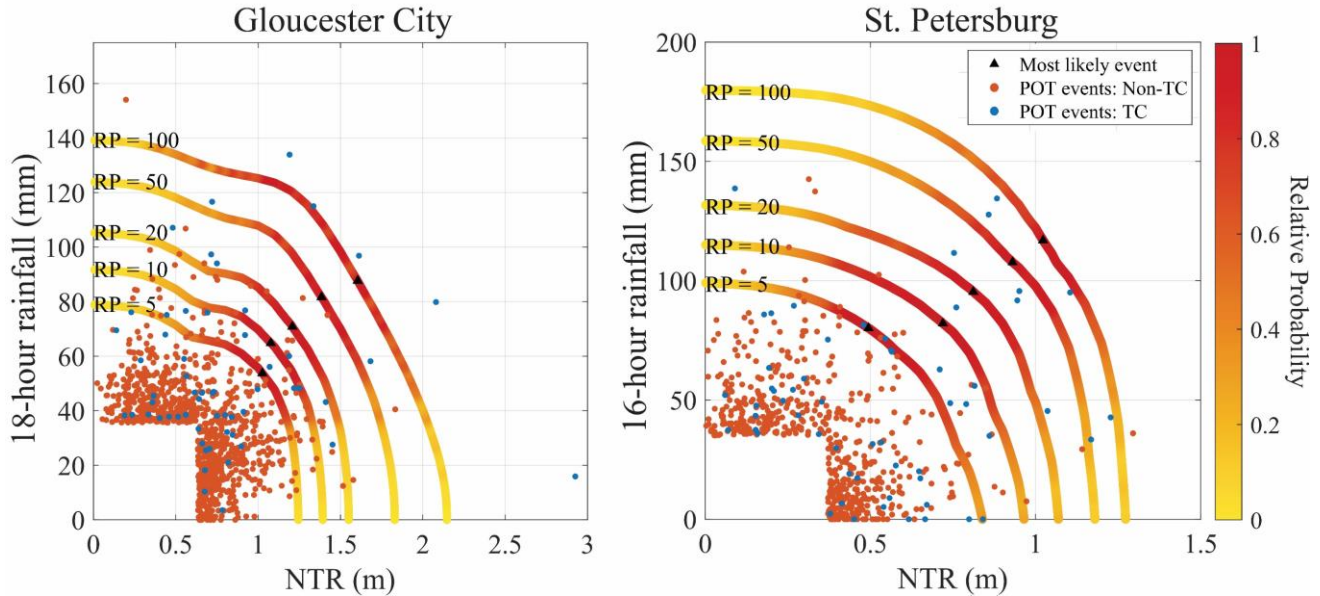 Gloucester City
St. Petersburg
18-hour rainfall (mm)
160
140
120
100
80
60
40
20
0
RP = 100
RP = 50
RP = 20
RP = 10
RP = 5
0
0.5
1
1.5
2
2.5
3
NTR (m)
16-hour rainfall (mm)
200
150
100
50
0
RP = 100
RP = 50
RP = 20
RP = 10
RP = 5
Most likely event
POT events: Non-TC
POT events: TC
0
0.5
1
1.5
NTR (m)
1
0.8
0.6
0.4
0.2
0
Relative Probability